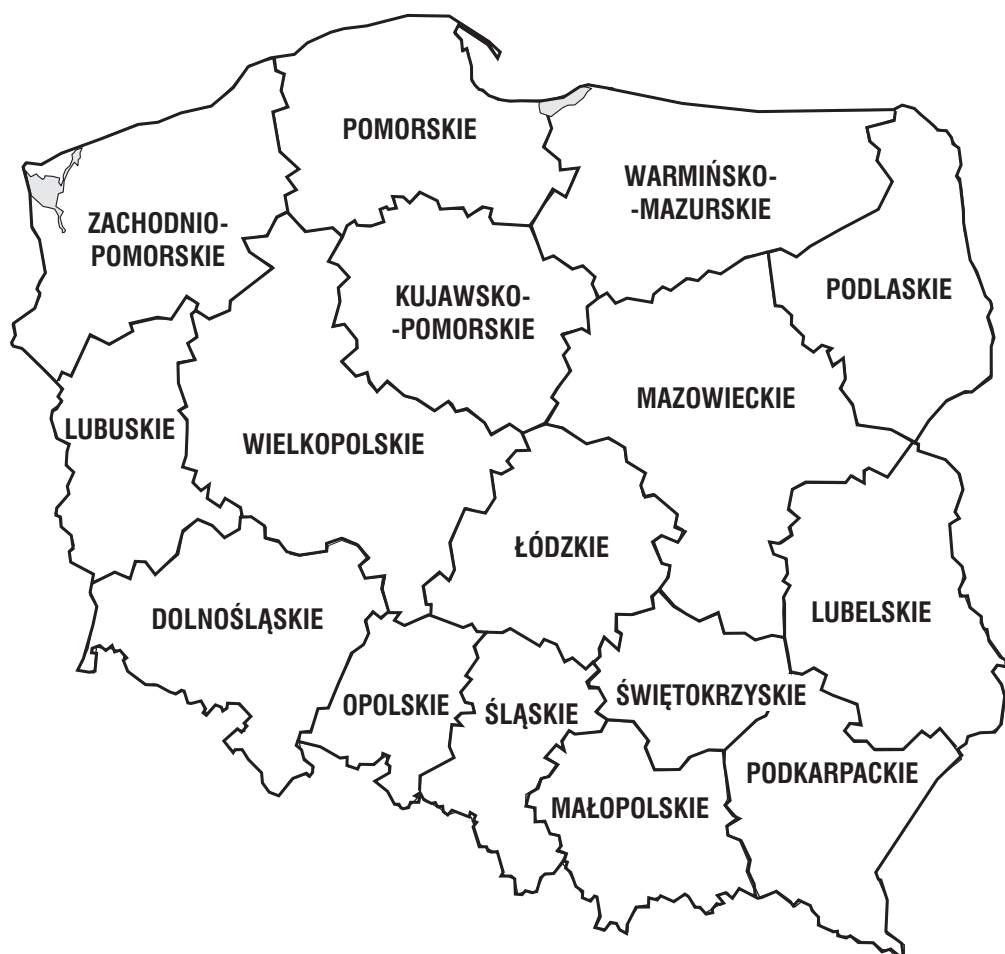 POMORSKIE
WARMIŃSKO-
-MAZURSKIE
ZACHODNIO-
POMORSKIE
PODLASKIE
KUJAWSKO-
-POMORSKIE
MAZOWIECKIE
LUBUSKIE
WIELKOPOLSKIE
ŁÓDZKIE
DOLNOŚLĄSKIE
LUBELSKIE
OPOLSKIE
ŚLĄSKIE
ŚWIĘTOKRZYSKIE
PODKARPACKIE
MAŁOPOLSKIE